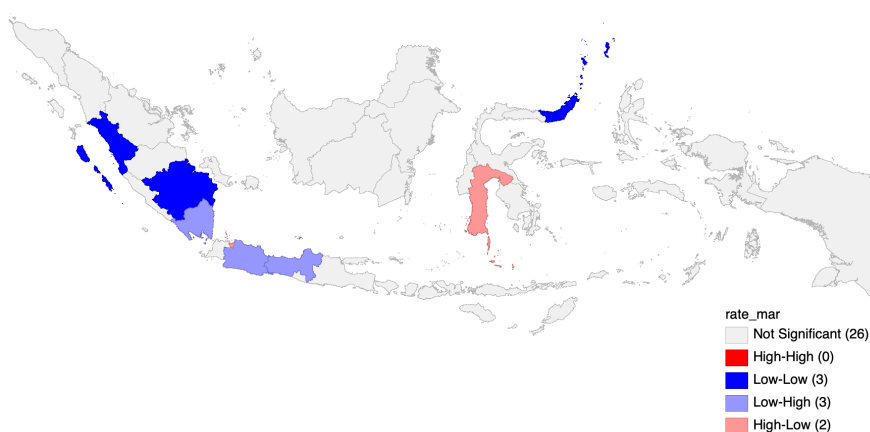 rate_mar
Not Significant (26)
High-High (0)
Low-Low (3)
Low-High (3)
High-Low (2)